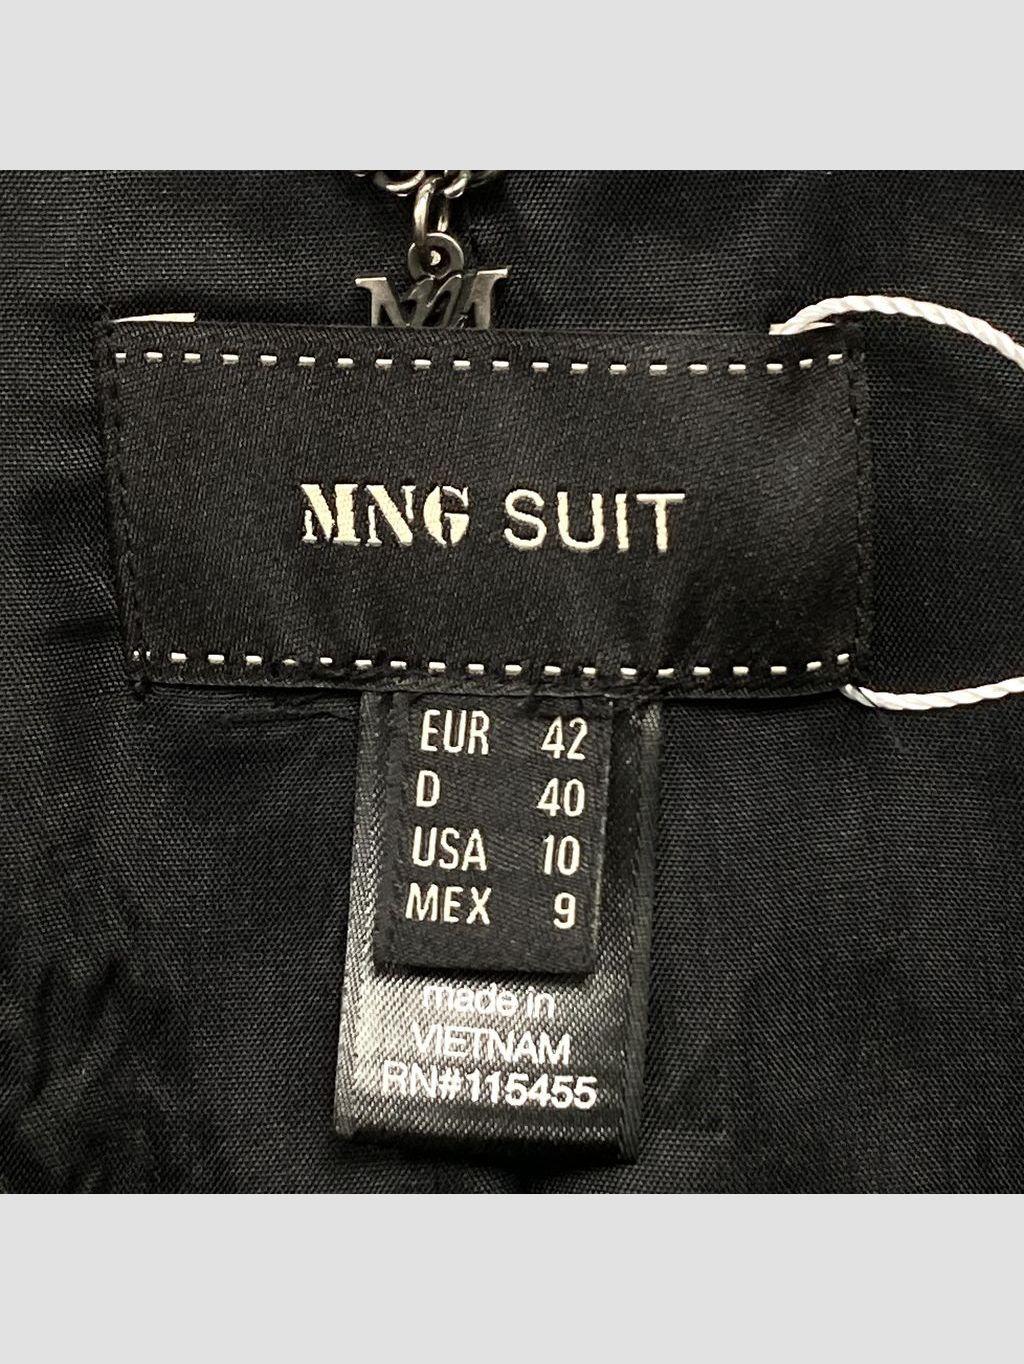 MNG SUIT
EUR 42
D 40
USA 10
MEX 9
made in
VIETNAM
RN#115455